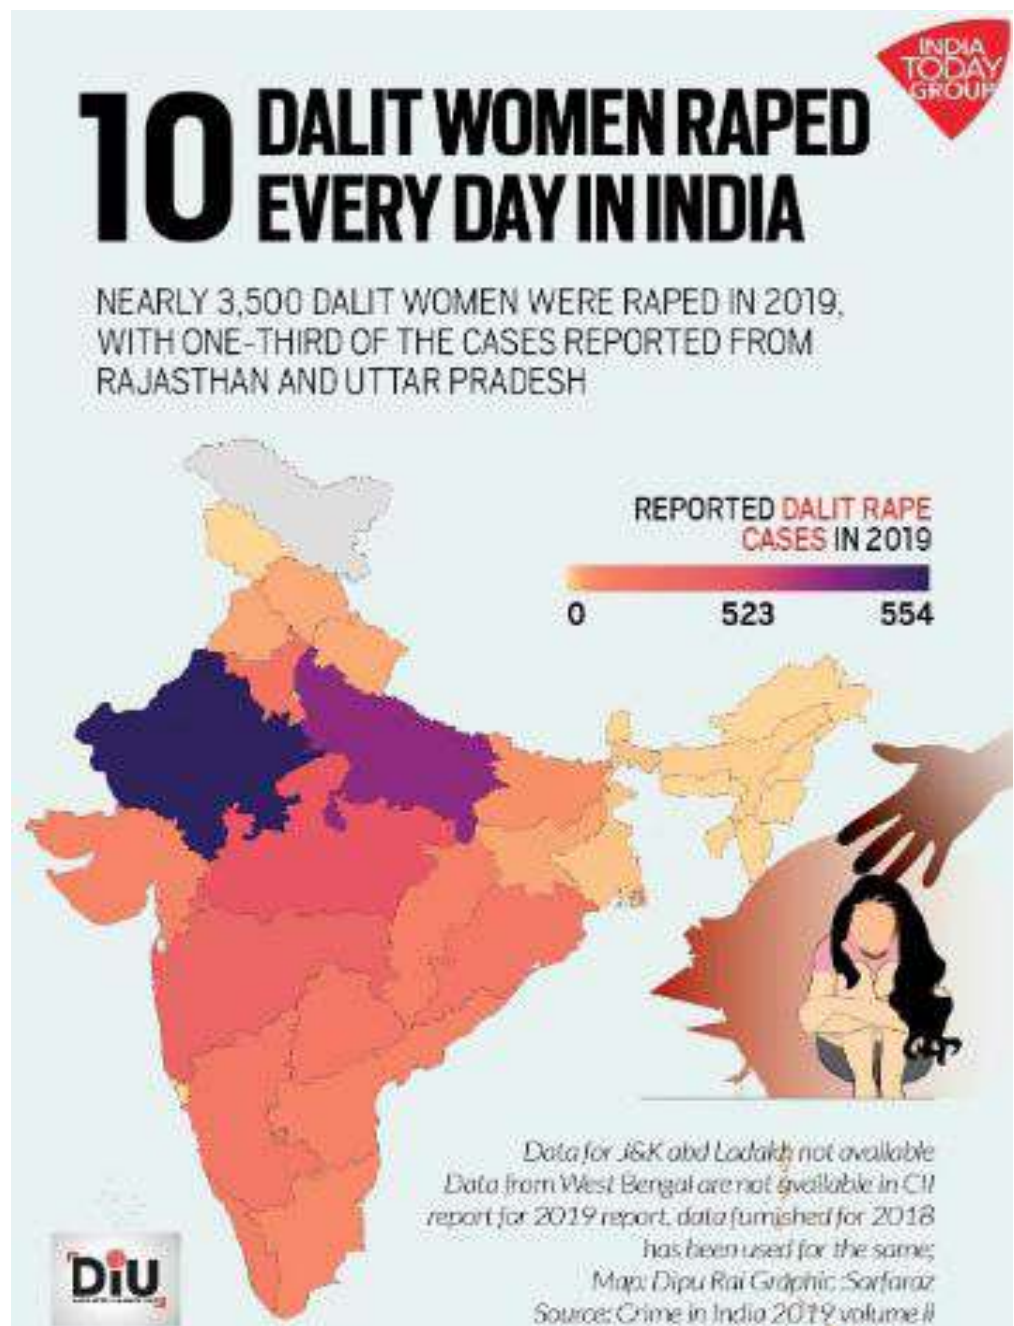 INDIA
TODAY
GROUP
10 DALIT WOMEN RAPED
EVERY DAY IN INDIA
NEARLY 3,500 DALIT WOMEN WERE RAPED IN 2019,
WITH ONE-THIRD OF THE CASES REPORTED FROM
RAJASTHAN AND UTTAR PRADESH
REPORTED DALIT RAPE
CASES IN 2019
0 523 554
Data for J&K abd Ladakh not available
Data from West Bengal are not available in CII
report for 2019 report, data furnished for 2018
has been used for the same;
Map: Dipu Rai Graphic :Sarfaraz
Source: Crime in India 2019 volume II
DIU